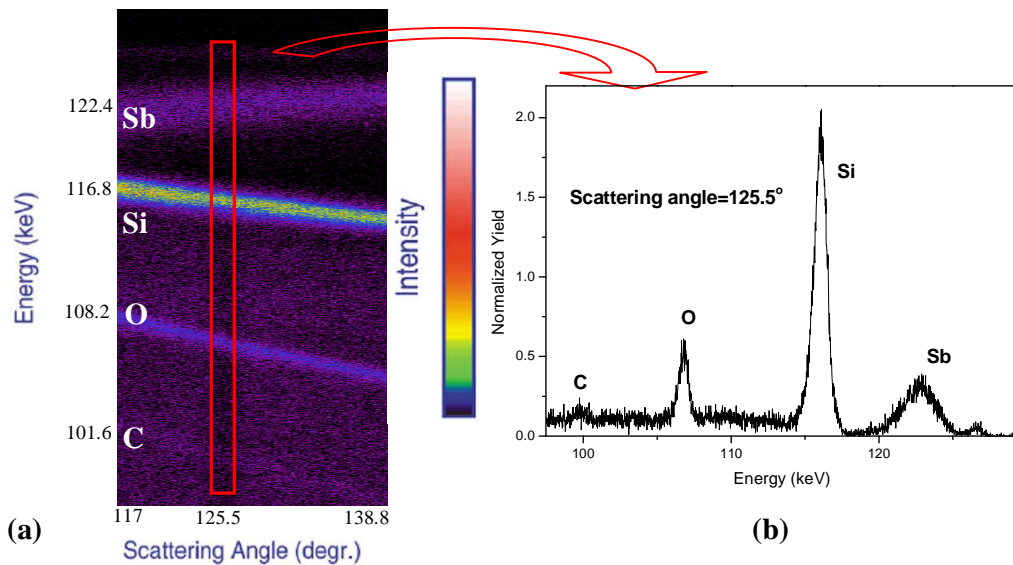 122.4
Sb
116.8
Si
108.2
O
101.6
C
Energy (keV)
117
125.5
138.8
Scattering Angle (degr.)
(a)
Intensity
2.0
1.5
1.0
0.5
0.0
Normalized Yield
Scattering angle=125.5°
Si
O
C
Sb
100
110
120
Energy (keV)
(b)